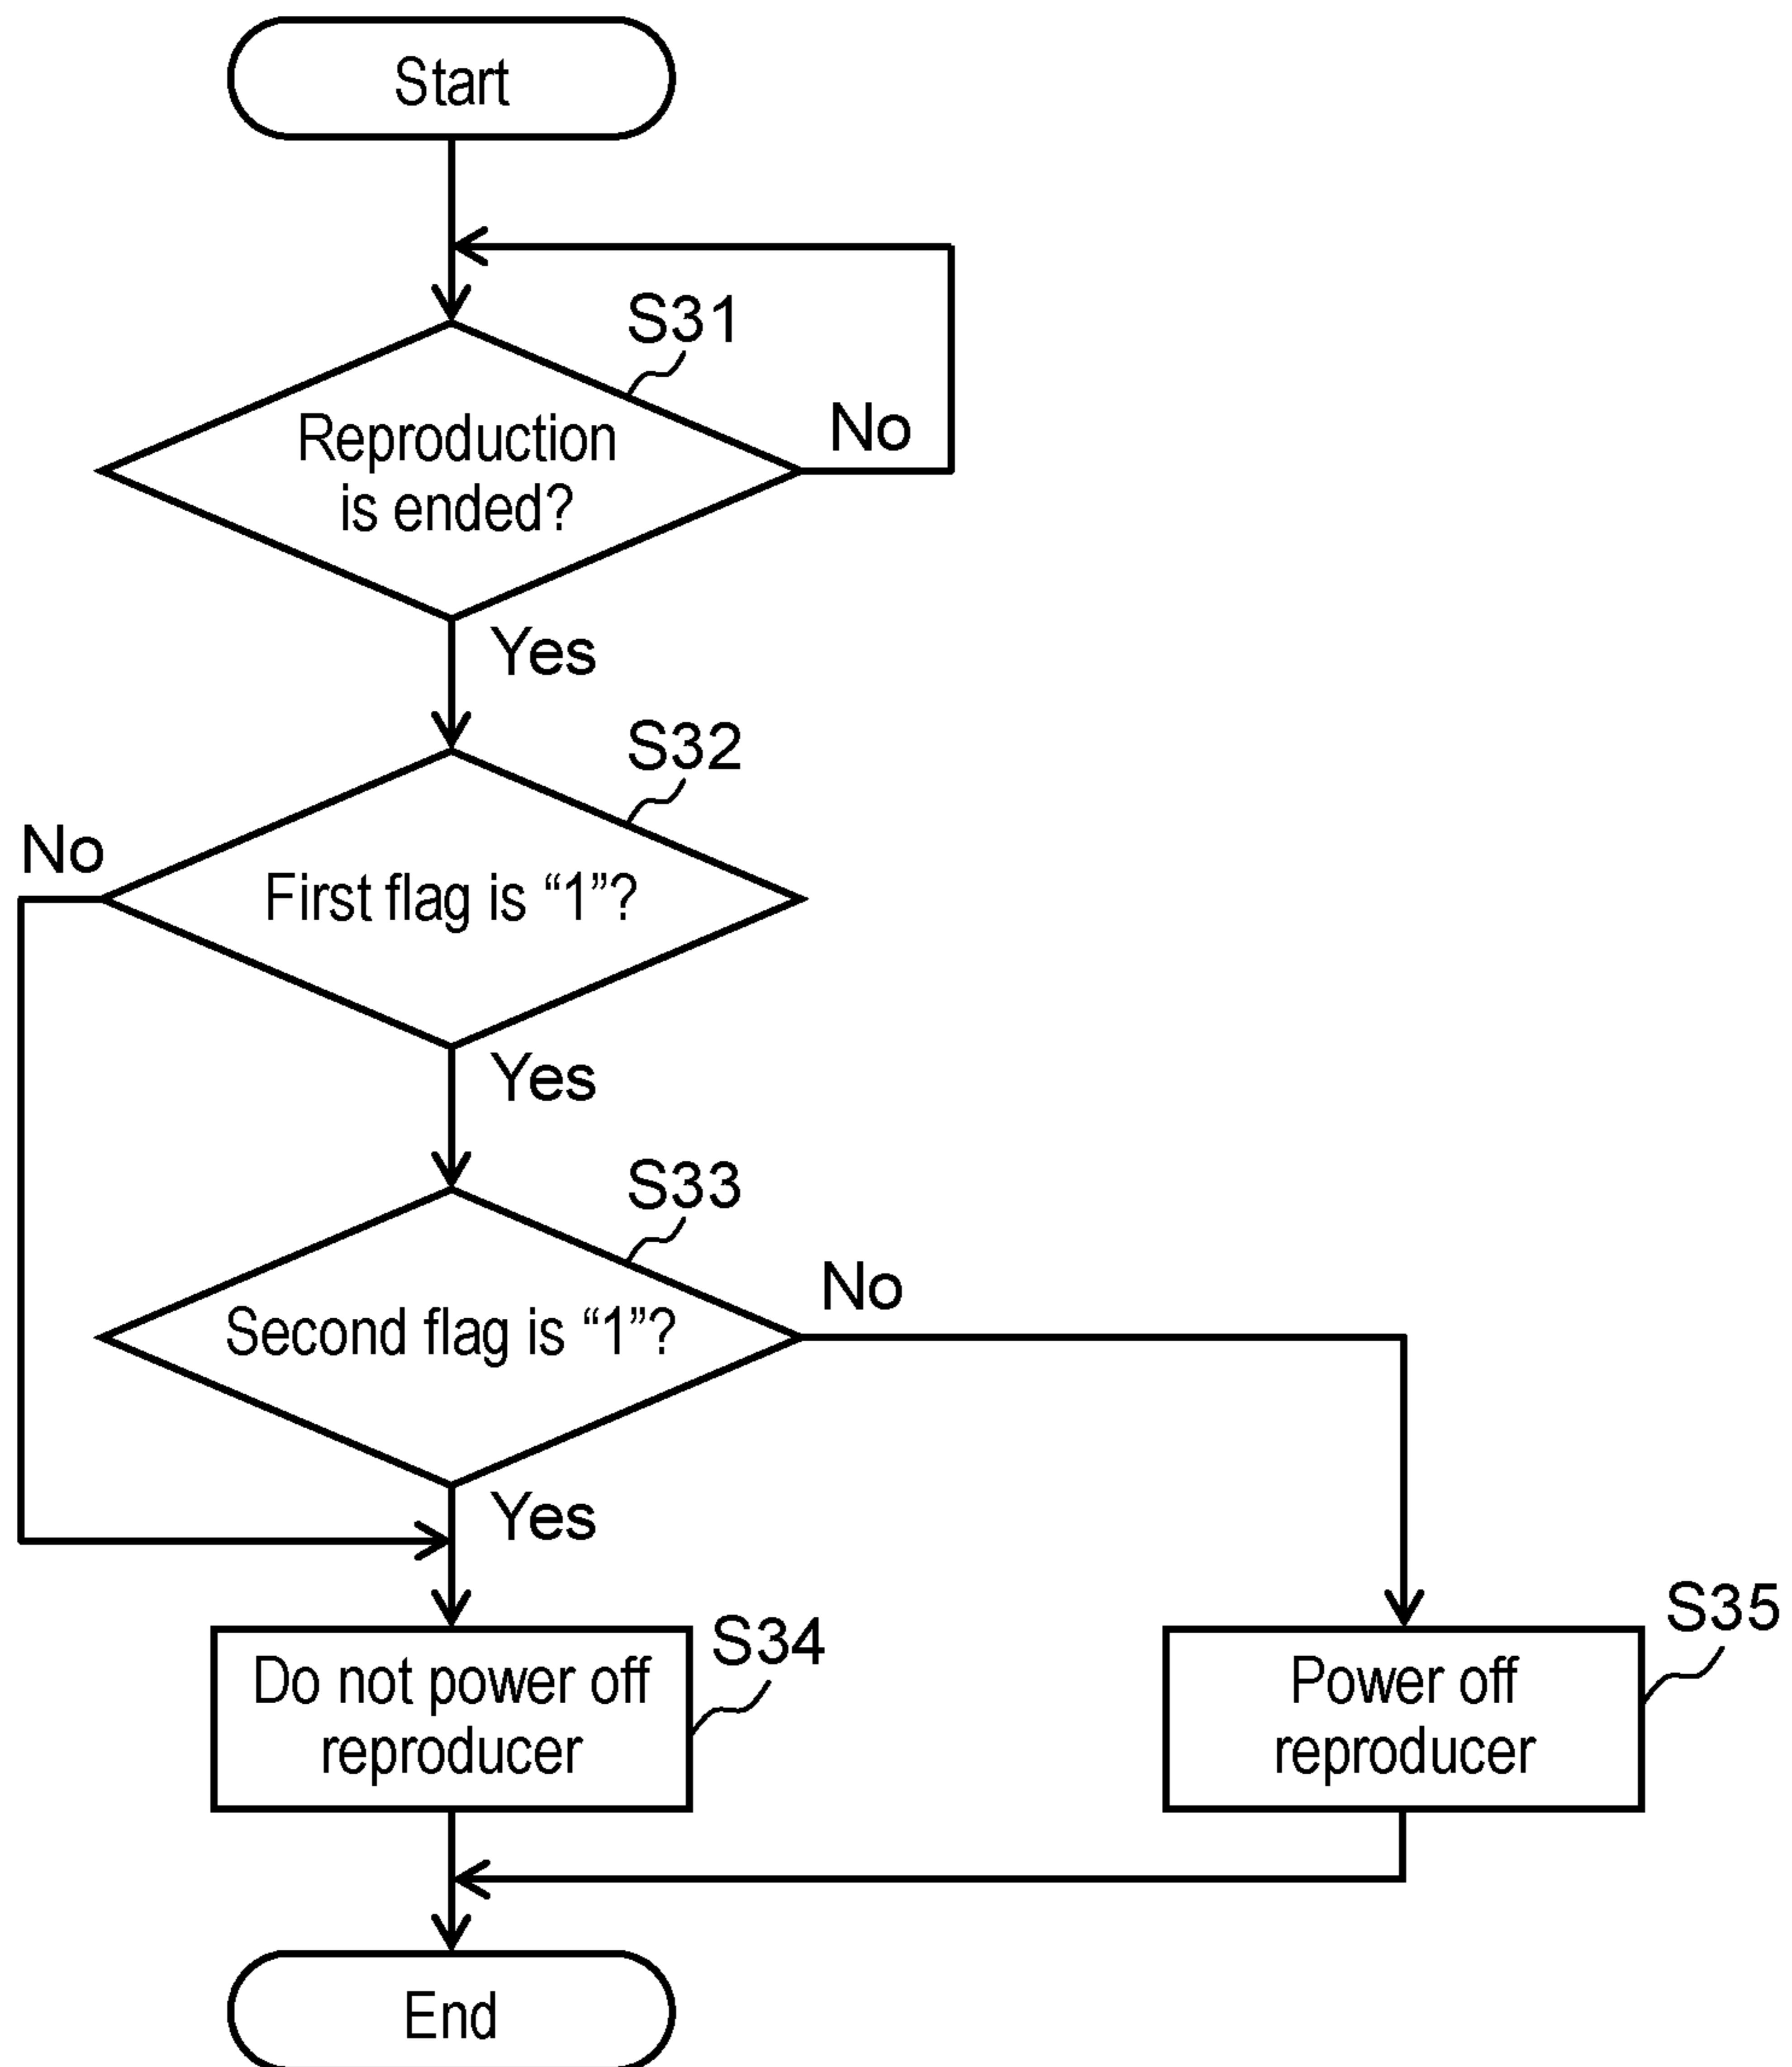 Start
S31
Reproduction
is ended?
No
Yes
S32
No
First flag is “1”?
Yes
S33
No
Second flag is “1”?
Yes
S34
S35
Do not power off
reproducer
Power off
reproducer
End